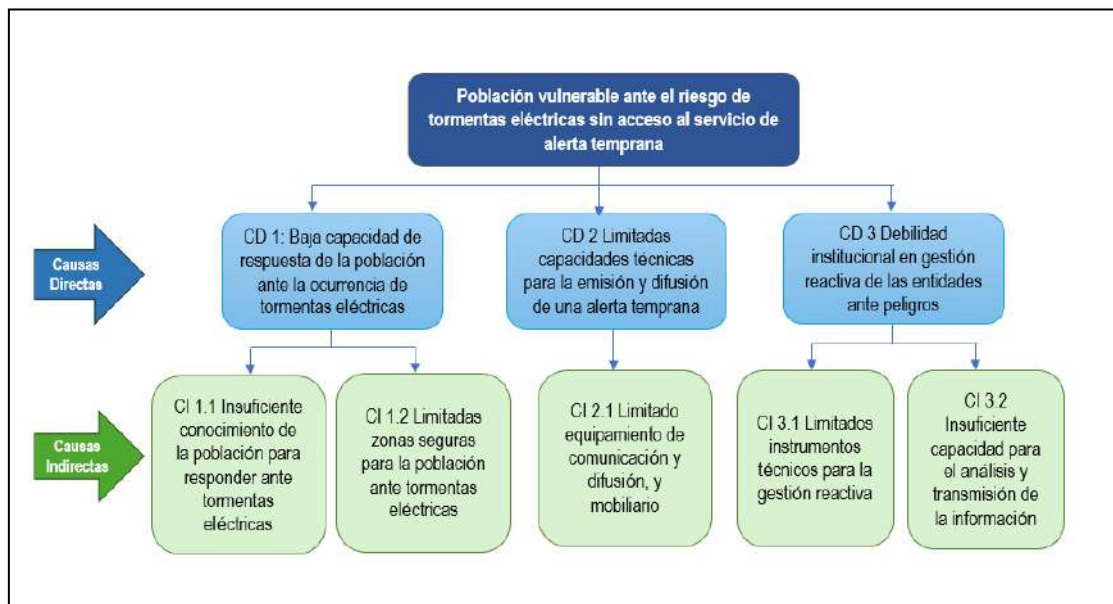 Población vulnerable ante el riesgo de
tormentas eléctricas sin acceso al servicio de
alerta temprana
Causas
Directas
CD 1: Baja capacidad de
respuesta de la población
ante la ocurrencia de
tormentas eléctricas
CD 2 Limitadas
capacidades técnicas
para la emisión y difusión
de una alerta temprana
CD 3 Debilidad
institucional en gestión
reactiva de las entidades
ante peligros
Causas
Indirectas
CI 1.1 Insuficiente
conocimiento de
la población para
responder ante
tormentas
eléctricas
CI 1.2 Limitadas
zonas seguras
para la población
ante tormentas
eléctricas
CI 2.1 Limitado
equipamiento de
comunicación y
difusión, y
mobiliario
CI 3.1 Limitados
instrumentos
técnicos para la
gestión reactiva
CI 3.2
Insuficiente
capacidad para
el análisis y
transmisión de
la información